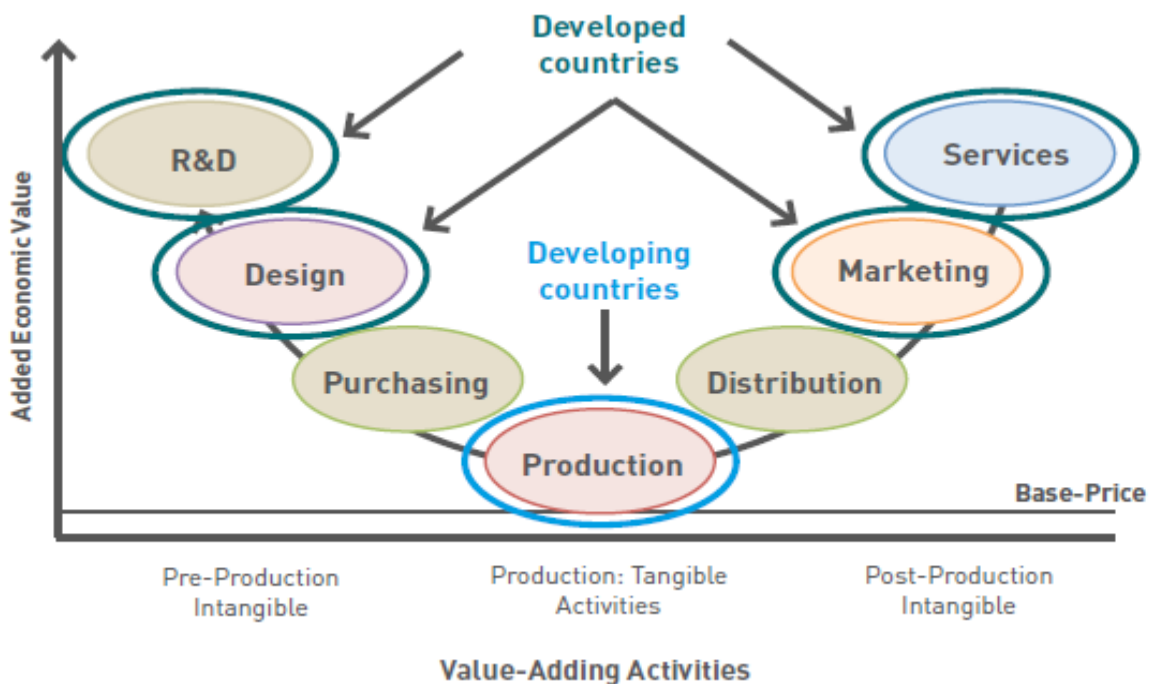 Developed
countries
R&D
Services
Design
Marketing
Developing
countries
Purchasing
Distribution
Production
Base-Price
Added Economic Value
Pre-Production
Intangible
Production: Tangible
Activities
Post-Production
Intangible
Value-Adding Activities